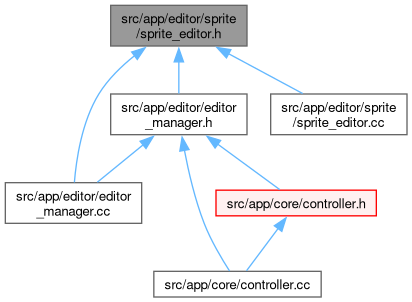 src/app/editor/sprite
/sprite_editor.h
src/app/editor/editor
_manager.h
src/app/editor/sprite
/sprite_editor.cc
src/app/editor/editor
_manager.cc
src/app/core/controller.h
src/app/core/controller.cc